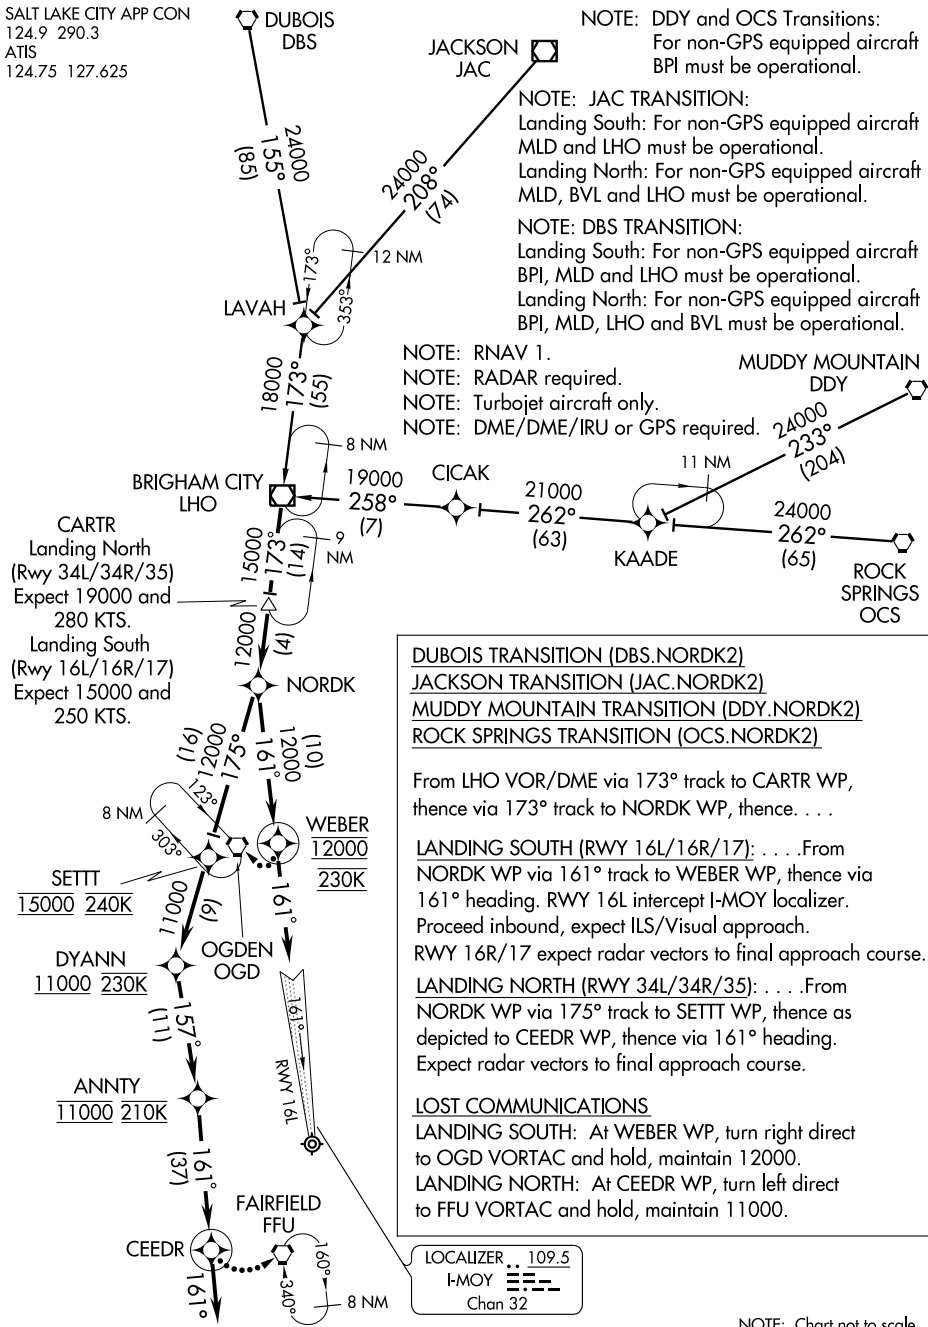 SALT LAKE CITY APP CON
124.9 290.3
ATIS
124.75 127.625
DUBOIS
DBS
JACKSON
JAC
NOTE: DDY and OCS Transitions:
For non-GPS equipped aircraft
BPI must be operational.
NOTE: JAC TRANSITION:
Landing South: For non-GPS equipped aircraft
MLD and LHO must be operational.
Landing North: For non-GPS equipped aircraft
MLD, BVL and LHO must be operational.
NOTE: DBS TRANSITION:
Landing South: For non-GPS equipped aircraft
BPI, MLD and LHO must be operational.
Landing North: For non-GPS equipped aircraft
BPI, MLD, LHO and BVL must be operational.
24000
155°
(85)
24000
208°
(74)
173°
353°
12 NM
LAVAH
18000
173°
(55)
NOTE: RNAV 1.
NOTE: RADAR required.
NOTE: Turbojet aircraft only.
NOTE: DME/DME/IRU or GPS required.
MUDDY MOUNTAIN
DDY
24000
233°
(204)
8 NM
BRIGHAM CITY
LHO
19000
258°
(7)
CICAK
21000
262°
(63)
11 NM
KAADE
24000
262°
(65)
ROCK
SPRINGS
OCS
CARTR
Landing North
(Rwy 34L/34R/35)
Expect 19000 and
280 KTS.
Landing South
(Rwy 16L/16R/17)
Expect 15000 and
250 KTS.
15000
173°
(14)
9
NM
12000
(4)
NORDK
(16)
12000
175°
(10)
12000
161°
8 NM
123°
303°
SETTT
15000 240K
WEBER
12000
230K
11000
(9)
OGDEN
OGD
161°
DYANN
11000 230K
157°
(11)
161°
RWY 16L
ANNTY
11000 210K
161°
(37)
CEEDR
161°
FAIRFIELD
FFU
160°
340°
8 NM
DUBOIS TRANSITION (DBS.NORDK2)
JACKSON TRANSITION (JAC.NORDK2)
MUDDY MOUNTAIN TRANSITION (DDY.NORDK2)
ROCK SPRINGS TRANSITION (OCS.NORDK2)
From LHO VOR/DME via 173° track to CARTR WP,
thence via 173° track to NORDK WP, thence. . . .
LANDING SOUTH (RWY 16L/16R/17): . . . .From
NORDK WP via 161° track to WEBER WP, thence via
161° heading. RWY 16L intercept I-MOY localizer.
Proceed inbound, expect ILS/Visual approach.
RWY 16R/17 expect radar vectors to final approach course.
LANDING NORTH (RWY 34L/34R/35): . . . .From
NORDK WP via 175° track to SETTT WP, thence as
depicted to CEEDR WP, thence via 161° heading.
Expect radar vectors to final approach course.
LOST COMMUNICATIONS
LANDING SOUTH: At WEBER WP, turn right direct
to OGD VORTAC and hold, maintain 12000.
LANDING NORTH: At CEEDR WP, turn left direct
to FFU VORTAC and hold, maintain 11000.
LOCALIZER 109.5
I-MOY
Chan 32
NOTE: Chart not to scale.